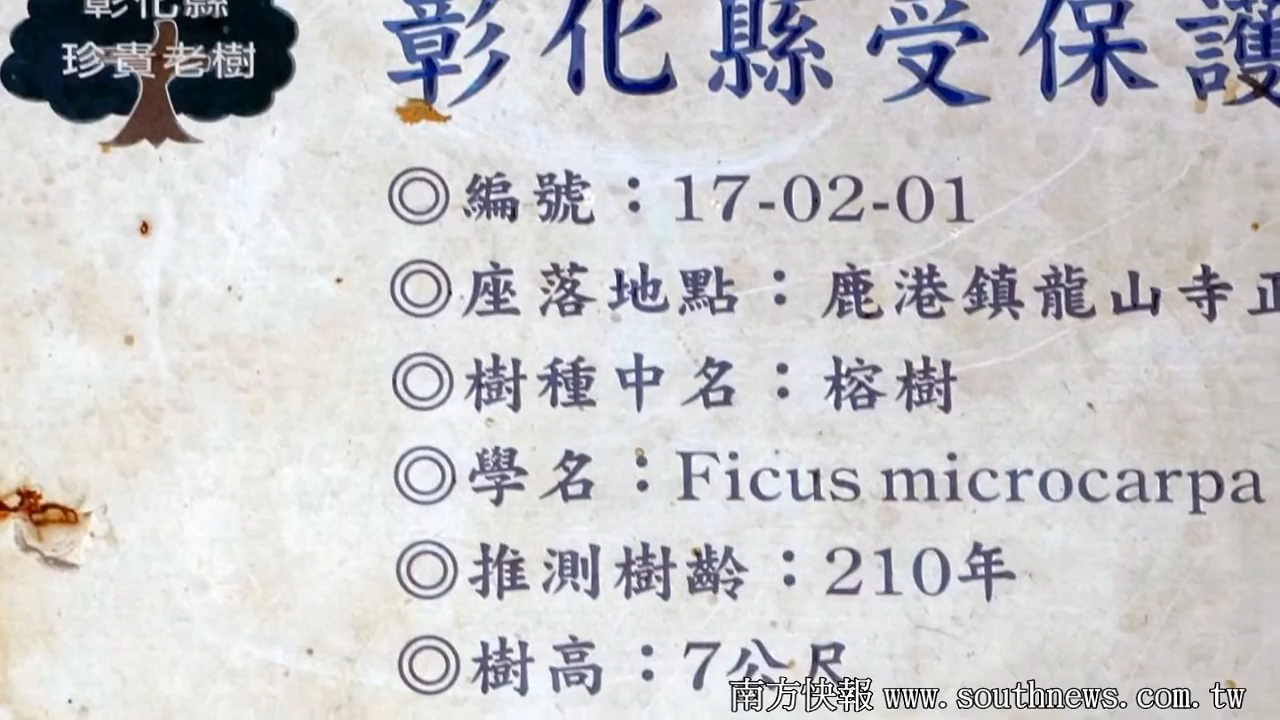 彰化縣
珍貴老樹
彰化縣受保護
◎編號：17-02-01
◎座落地點：鹿港鎮龍山寺正
◎樹種中名：榕樹
◎學名：Ficus microcarpa
◎推測樹齡：210年
◎樹高：7公尺
南方快報 www.southnews.com.tw